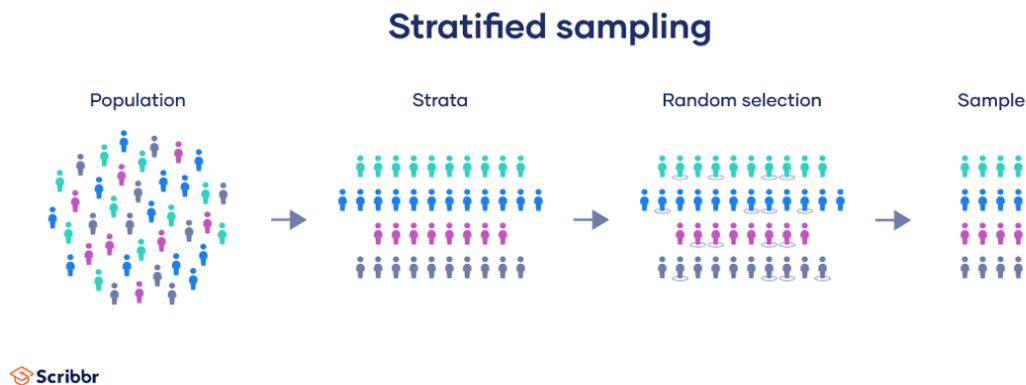 Stratified sampling
Population
Strata
Random selection
Sample
Scribbr